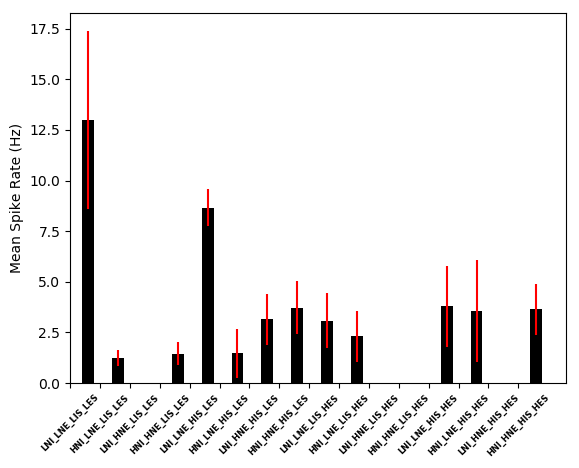 17.5
15.0
12.5
10.0
7.5
5.0
2.5
0.0
Mean Spike Rate (Hz)
LNI_LNE_LIS_LES
HNI_LNE_LIS_LES
LNI_HNE_LIS_LES
HNI_HNE_LIS_LES
LNI_LNE_HIS_LES
HNI_LNE_HIS_LES
LNI_HNE_HIS_LES
HNI_HNE_HIS_LES
LNI_LNE_LIS_HES
HNI_LNE_LIS_HES
LNI_HNE_LIS_HES
HNI_HNE_LIS_HES
LNI_LNE_HIS_HES
HNI_LNE_HIS_HES
LNI_HNE_HIS_HES
HNI_HNE_HIS_HES